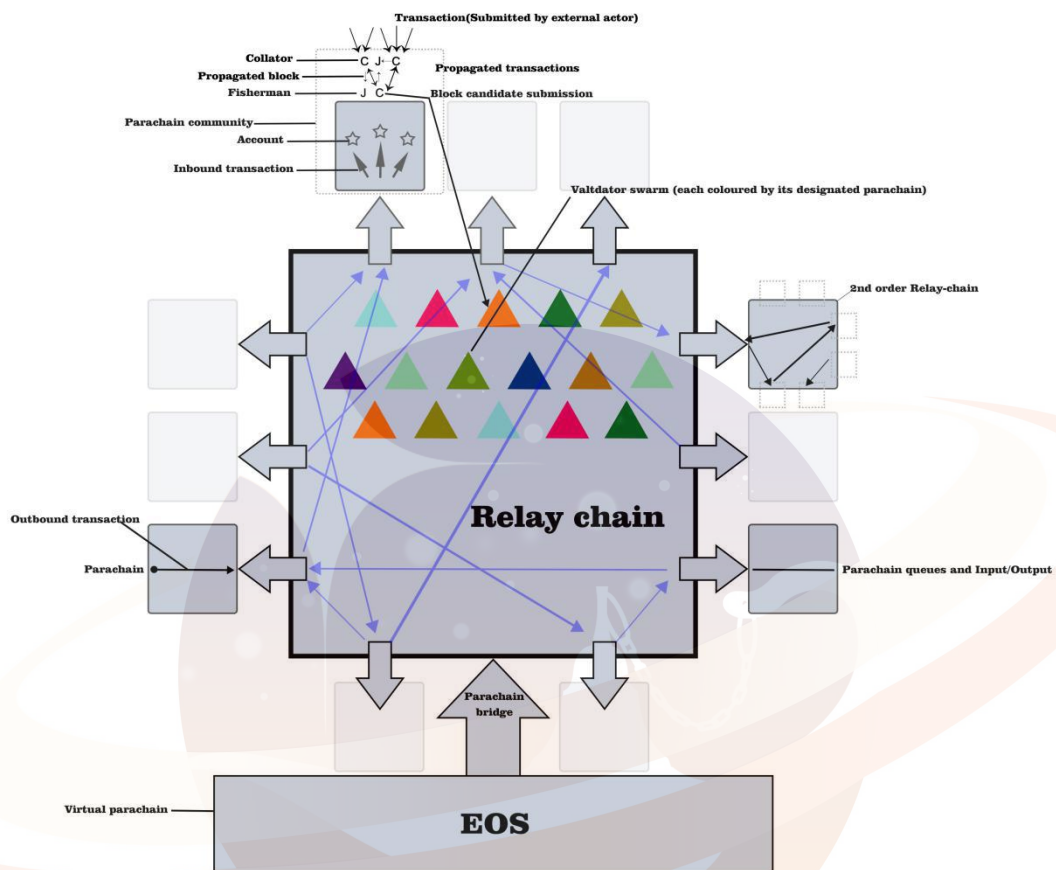 Transaction(Submitted by external actor)
Collator
C J C
Propagated transactions
Propagated block
Fisherman
J C
Block candidate submission
Parachain community
Account
Inbound transaction
Valtdator swarm (each coloured by its designated parachain)
2nd order Relay-chain
Relay chain
Outbound transaction
Parachain
Parachain queues and Input/Output
Parachain
bridge
Virtual parachain
EOS